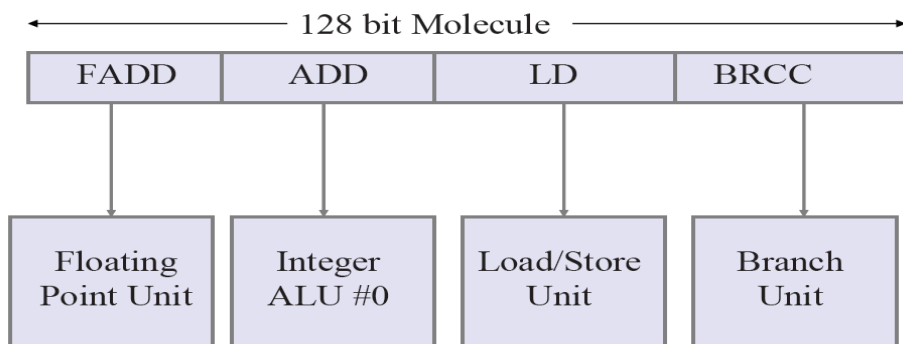 128 bit Molecule
FADD ADD LD BRCC
Floating Point Unit
Integer ALU #0
Load/Store Unit
Branch Unit